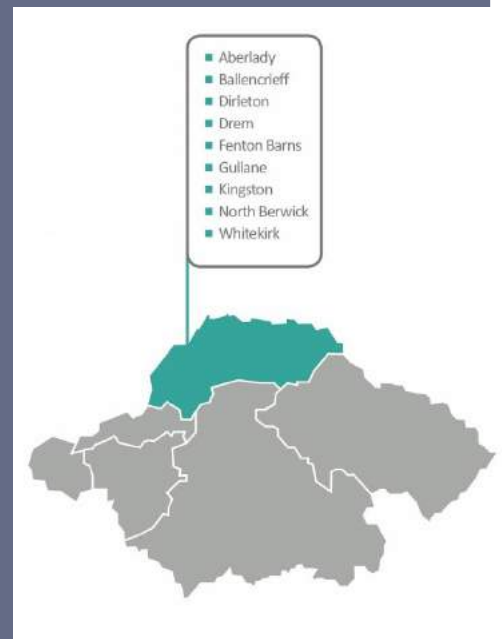 Aberlady
Ballencrieff
Dirleton
Drem
Fenton Barns
Gullane
Kingston
North Berwick
Whitekirk